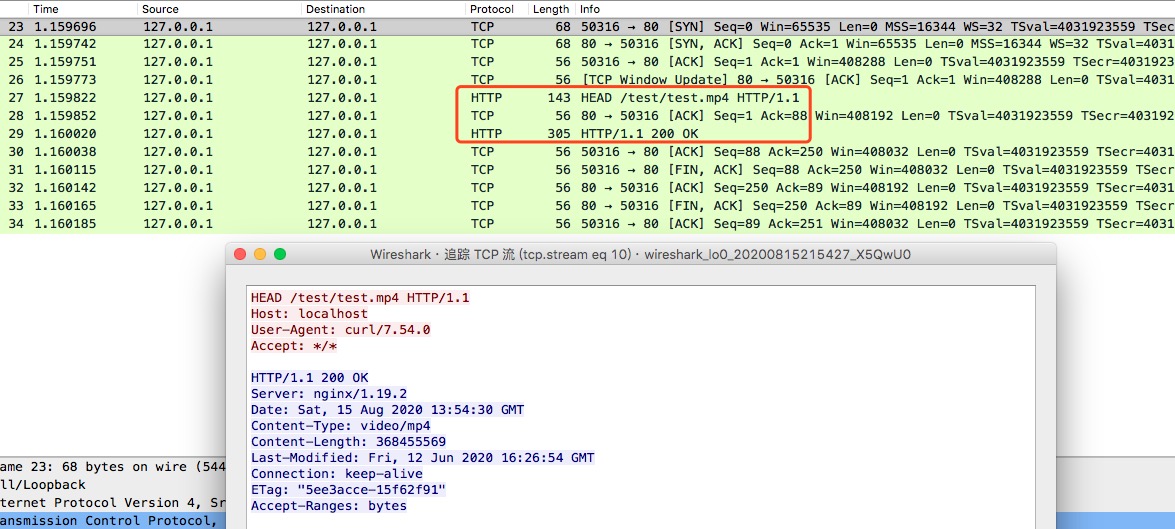 Time Source Destination Protocol Length Info
23 1.159696 127.0.0.1 127.0.0.1 TCP 68 50316 → 80 [SYN] Seq=0 Win=65535 Len=0 MSS=16344 WS=32 TSval=4031923559 TSec
24 1.159742 127.0.0.1 127.0.0.1 TCP 68 80 → 50316 [SYN, ACK] Seq=0 Ack=1 Win=65535 Len=0 MSS=16344 WS=32 TSval=4031
25 1.159751 127.0.0.1 127.0.0.1 TCP 56 50316 → 80 [ACK] Seq=1 Ack=1 Win=408288 Len=0 TSval=4031923559 TSecr=403192
26 1.159773 127.0.0.1 127.0.0.1 TCP 56 [TCP Window Update] 80 → 50316 [ACK] Seq=1 Ack=1 Win=408288 Len=0 TSval=403
27 1.159822 127.0.0.1 127.0.0.1 HTTP 143 HEAD /test/test.mp4 HTTP/1.1
28 1.159852 127.0.0.1 127.0.0.1 TCP 56 80 → 50316 [ACK] Seq=1 Ack=88 Win=408192 Len=0 TSval=4031923559 TSecr=40319
29 1.160020 127.0.0.1 127.0.0.1 HTTP 305 HTTP/1.1 200 OK
30 1.160038 127.0.0.1 127.0.0.1 TCP 56 50316 → 80 [ACK] Seq=88 Ack=250 Win=408032 Len=0 TSval=4031923559 TSecr=4031
31 1.160115 127.0.0.1 127.0.0.1 TCP 56 50316 → 80 [FIN, ACK] Seq=88 Ack=250 Win=408032 Len=0 TSval=4031923559 TSec
32 1.160142 127.0.0.1 127.0.0.1 TCP 56 80 → 50316 [ACK] Seq=250 Ack=89 Win=408192 Len=0 TSval=4031923559 TSecr=4031
33 1.160165 127.0.0.1 127.0.0.1 TCP 56 80 → 50316 [FIN, ACK] Seq=250 Ack=89 Win=408192 Len=0 TSval=4031923559 TSec
34 1.160185 127.0.0.1 127.0.0.1 TCP 56 50316 → 80 [ACK] Seq=89 Ack=251 Win=408032 Len=0 TSval=4031923559 TSecr=4031
Wireshark · 追踪 TCP 流 (tcp.stream eq 10) · wireshark_lo0_20200815215427_X5QwU0
HEAD /test/test.mp4 HTTP/1.1
Host: localhost
User-Agent: curl/7.54.0
Accept: */*
HTTP/1.1 200 OK
Server: nginx/1.19.2
Date: Sat, 15 Aug 2020 13:54:30 GMT
Content-Type: video/mp4
Content-Length: 368455569
Last-Modified: Fri, 12 Jun 2020 16:26:54 GMT
Connection: keep-alive
ETag: "5ee3acce-15f62f91"
Accept-Ranges: bytes
ame 23: 68 bytes on wire (544
ll/Loopback
ternet Protocol Version 4, Sr
ansmission Control Protocol,